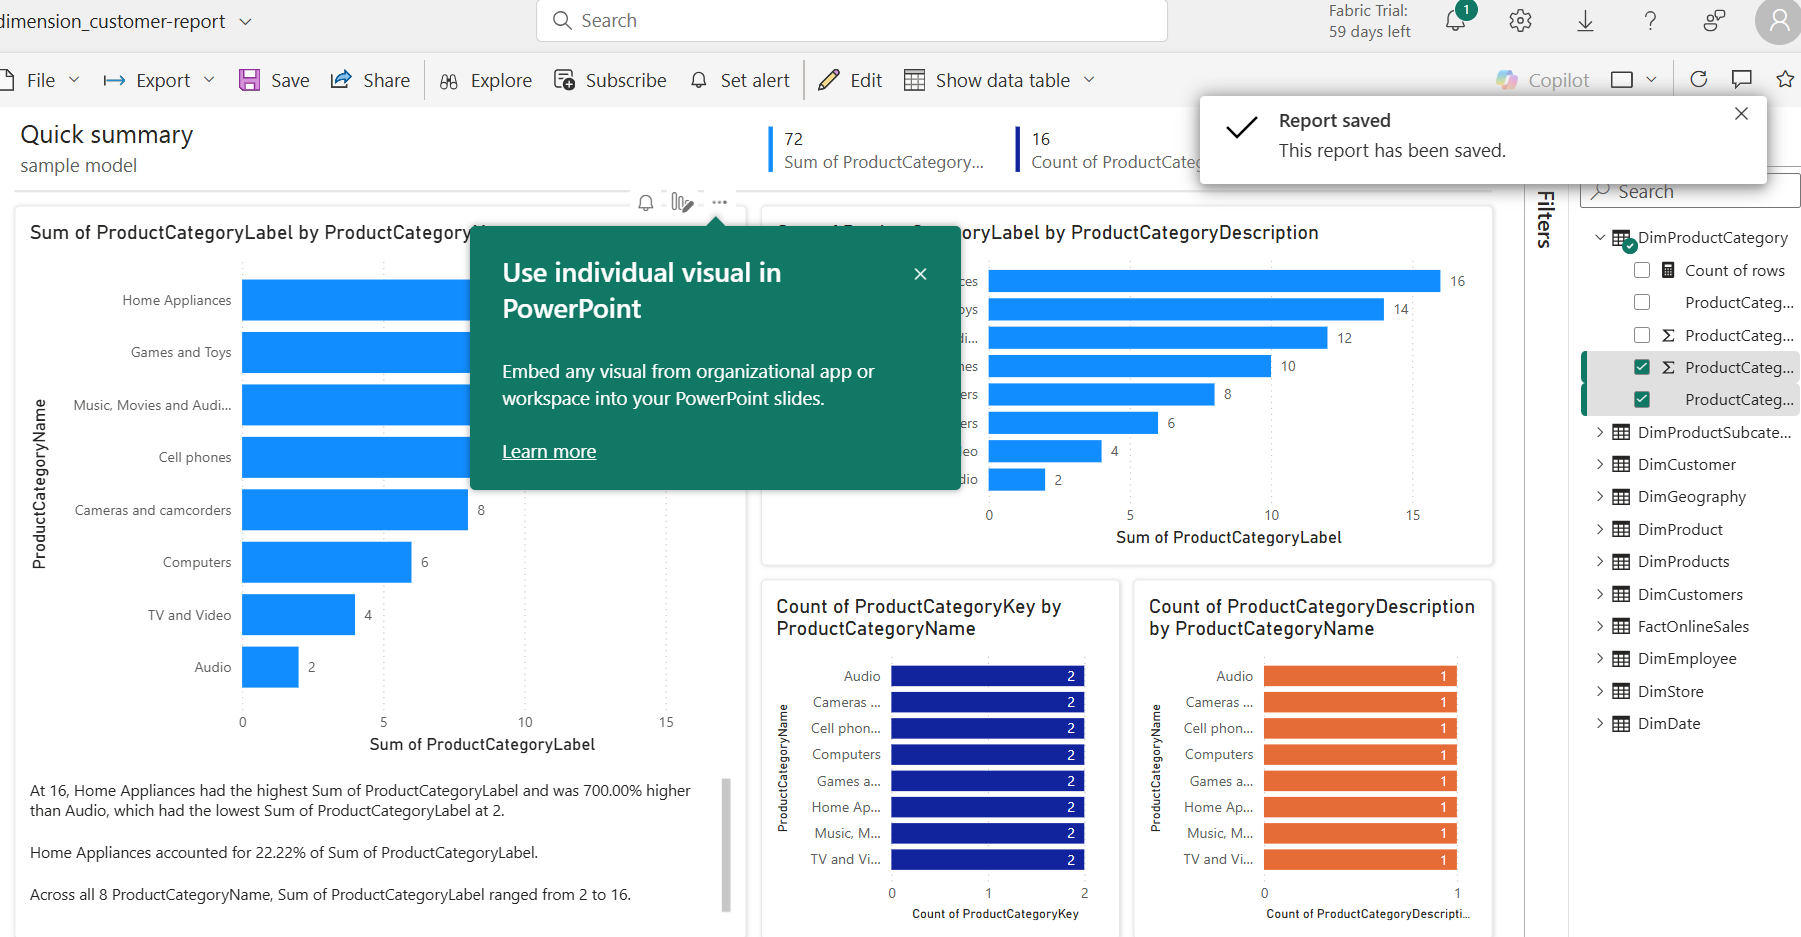 dimension_customer-report
Search
Fabric Trial:
59 days left
1
File
Export
Save
Share
Explore
Subscribe
Set alert
Edit
Show data table
Copilot
Report saved
This report has been saved.
Quick summary
sample model
72
Sum of ProductCategory...
16
Count of ProductCateg
Sum of ProductCategoryLabel by ProductCategory
Home Appliances
Games and Toys
Music, Movies and Audi...
Cell phones
Cameras and camcorders
8
Computers
6
TV and Video
4
Audio
2
0
5
10
15
ProductCategoryName
Sum of ProductCategoryLabel
At 16, Home Appliances had the highest Sum of ProductCategoryLabel and was 700.00% higher
than Audio, which had the lowest Sum of ProductCategoryLabel at 2.
Home Appliances accounted for 22.22% of Sum of ProductCategoryLabel.
Across all 8 ProductCategoryName, Sum of ProductCategoryLabel ranged from 2 to 16.
Use individual visual in
PowerPoint
Embed any visual from organizational app or
workspace into your PowerPoint slides.
Learn more
oryLabel by ProductCategoryDescription
ces
16
oys
14
di...
12
nes
10
ers
8
ers
6
eo
4
dio
2
0
5
10
15
Sum of ProductCategoryLabel
Count of ProductCategoryKey by
ProductCategoryName
Audio
2
Cameras ...
2
Cell phon...
2
Computers
2
Games a...
2
Home Ap...
2
Music, M...
2
TV and Vi...
2
0
1
2
ProductCategoryName
Count of ProductCategoryKey
Count of ProductCategoryDescription
by ProductCategoryName
Audio
1
Cameras ...
1
Cell phon...
1
Computers
1
Games a...
1
Home Ap...
1
Music, M...
1
TV and Vi...
1
0
1
ProductCategoryName
Count of ProductCategoryDescripti...
Filters
Search
DimProductCategory
Count of rows
ProductCateg...
ProductCateg...
ProductCateg...
ProductCateg...
DimProductSubcate...
DimCustomer
DimGeography
DimProduct
DimProducts
DimCustomers
FactOnlineSales
DimEmployee
DimStore
DimDate